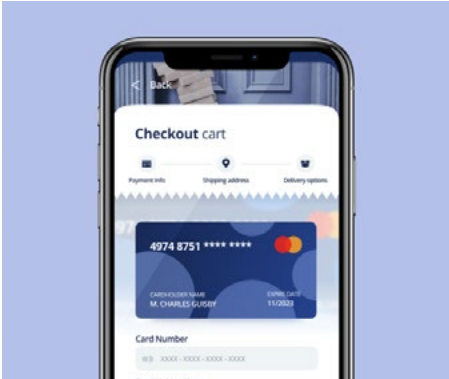 < Back
Checkout cart
Payment info Shipping address Delivery options
4974 8751 **** ****
CARDHOLDER NAME EXPIRE DATE
M. CHARLES GUISBY 11/2023
Card Number
XXXX - XXXX - XXXX - XXXX